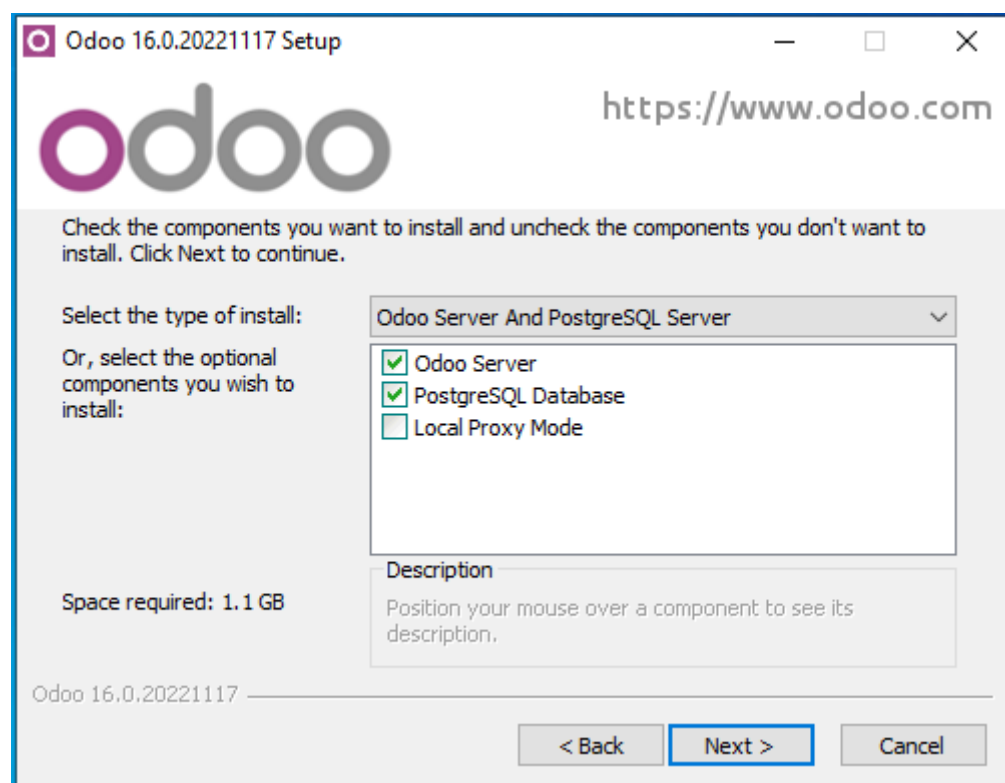 Odoo 16.0.20221117 Setup
odoo
https://www.odoo.com
Check the components you want to install and uncheck the components you don't want to
install. Click Next to continue.
Select the type of install:
Odoo Server And PostgreSQL Server
Or, select the optional
components you wish to
install:
Odoo Server
PostgreSQL Database
Local Proxy Mode
Space required: 1.1 GB
Description
Position your mouse over a component to see its
description.
Odoo 16.0.20221117
< Back
Next >
Cancel